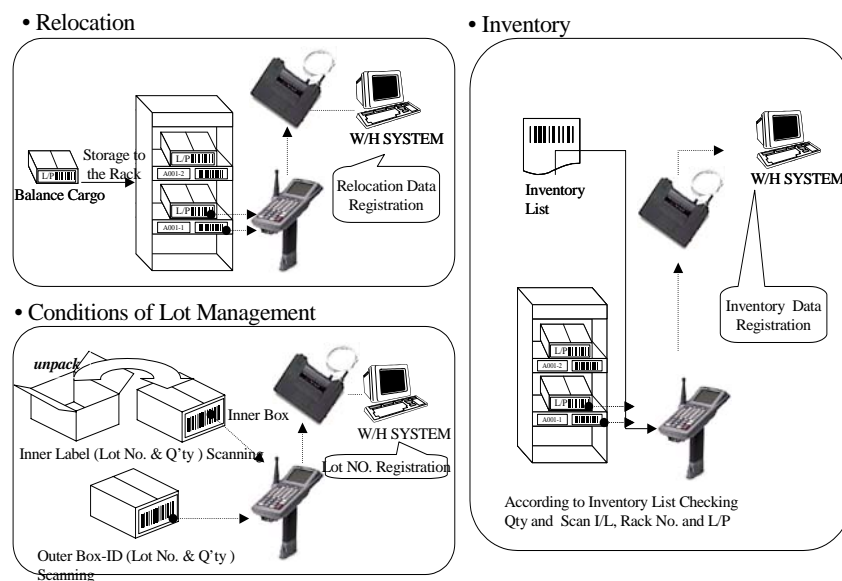 • Relocation
Storage to
the Rack
L/P
Balance Cargo
L/P
A001-2
L/P
A001-1
W/H SYSTEM
Relocation Data
Registration
• Conditions of Lot Management
unpack
Inner Box
Inner Label (Lot No. & Q’ty ) Scanning
W/H SYSTEM
Lot NO. Registration
Outer Box-ID (Lot No. & Q’ty )
Scanning
• Inventory
Inventory
List
W/H SYSTEM
Inventory Data
Registration
L/P
A001-2
L/P
A001-1
According to Inventory List Checking
Qty and Scan I/L, Rack No. and L/P